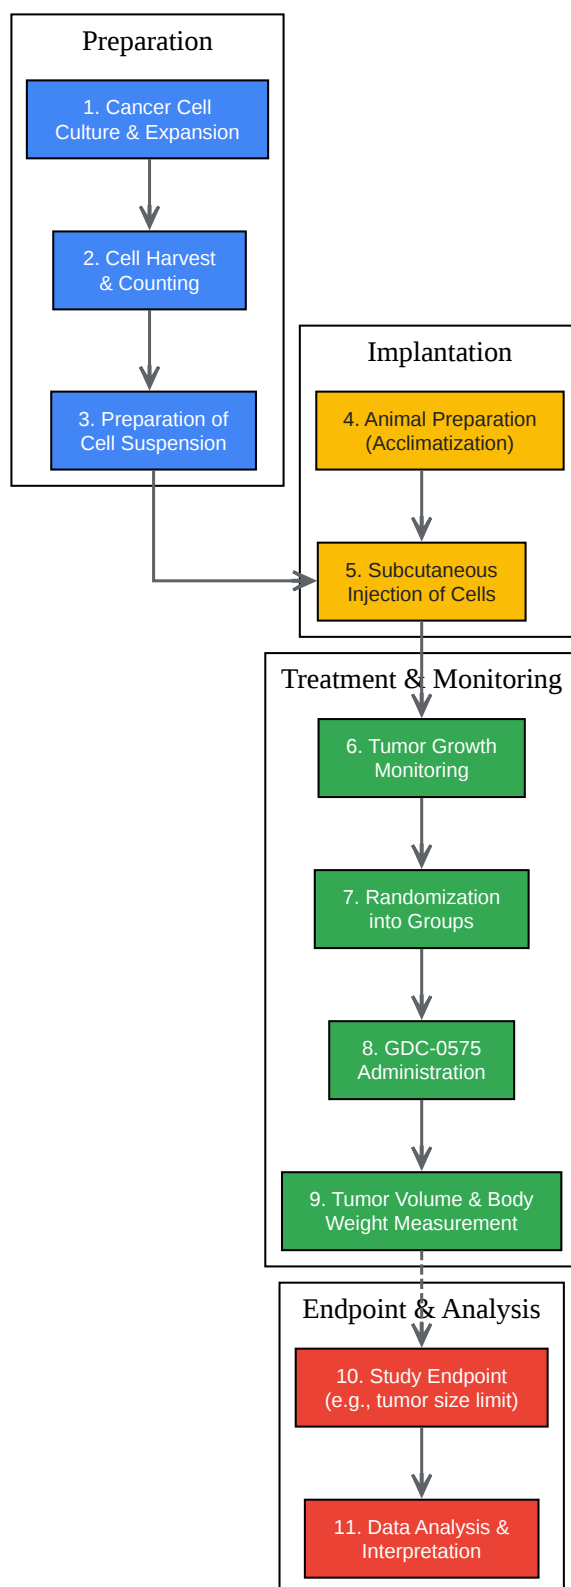 Preparation
1. Cancer Cell
Culture & Expansion
2. Cell Harvest
& Counting
3. Preparation of
Cell Suspension
Implantation
4. Animal Preparation
(Acclimatization)
5. Subcutaneous
Injection of Cells
Treatment & Monitoring
6. Tumor Growth
Monitoring
7. Randomization
into Groups
8. GDC-0575
Administration
9. Tumor Volume & Body
Weight Measurement
Endpoint & Analysis
10. Study Endpoint
(e.g., tumor size limit)
11. Data Analysis &
Interpretation